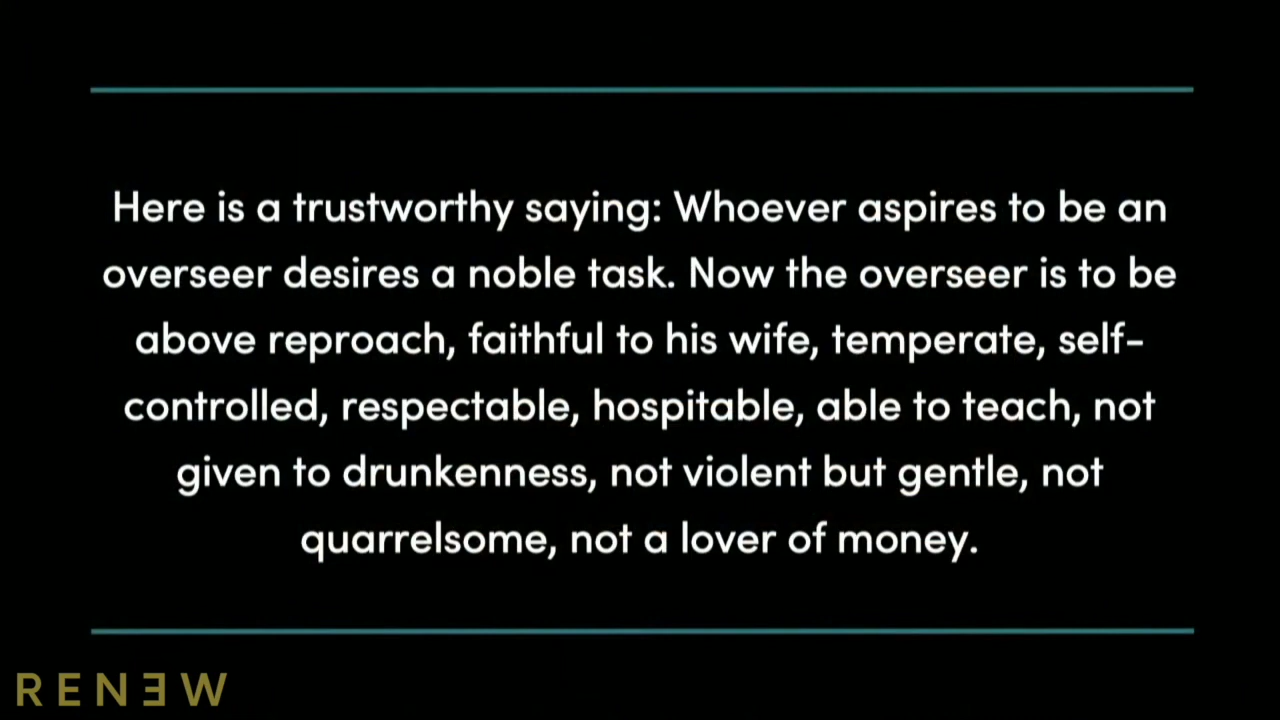 Here is a trustworthy saying: Whoever aspires to be an
overseer desires a noble task. Now the overseer is to be
above reproach, faithful to his wife, temperate, self-
controlled, respectable, hospitable, able to teach, not
given to drunkenness, not violent but gentle, not
quarrelsome, not a lover of money.
RENEW